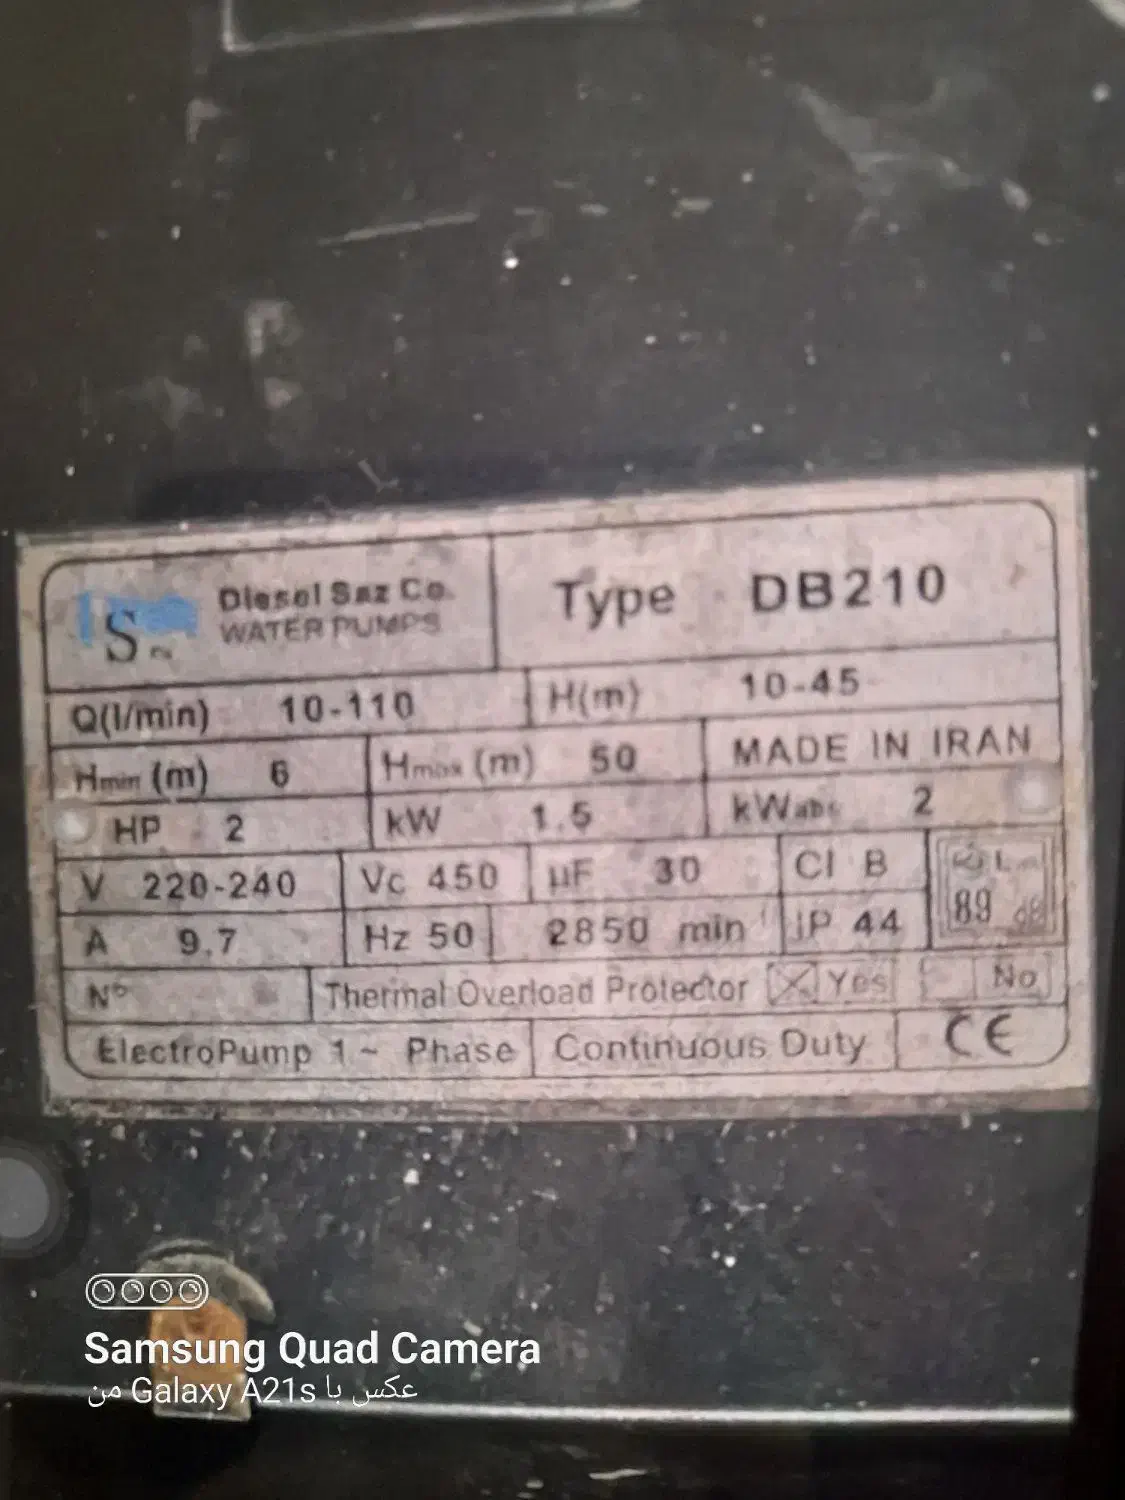 S
Diesel Saz Co.
WATER PUMPS
Type DB210
Q(l/min) 10-110 H(m) 10-45
Hmin (m) 6 Hmax (m) 50 MADE IN IRAN
HP 2 kW 1.5 kWabs 2
V 220-240 Vc 450 µF 30 Cl B
A 9.7 Hz 50 2850 min IP 44
89 dB
N° Thermal Overload Protector Yes No
ElectroPump 1~ Phase Continuous Duty CE
Samsung Quad Camera
عکس با Galaxy A21s من